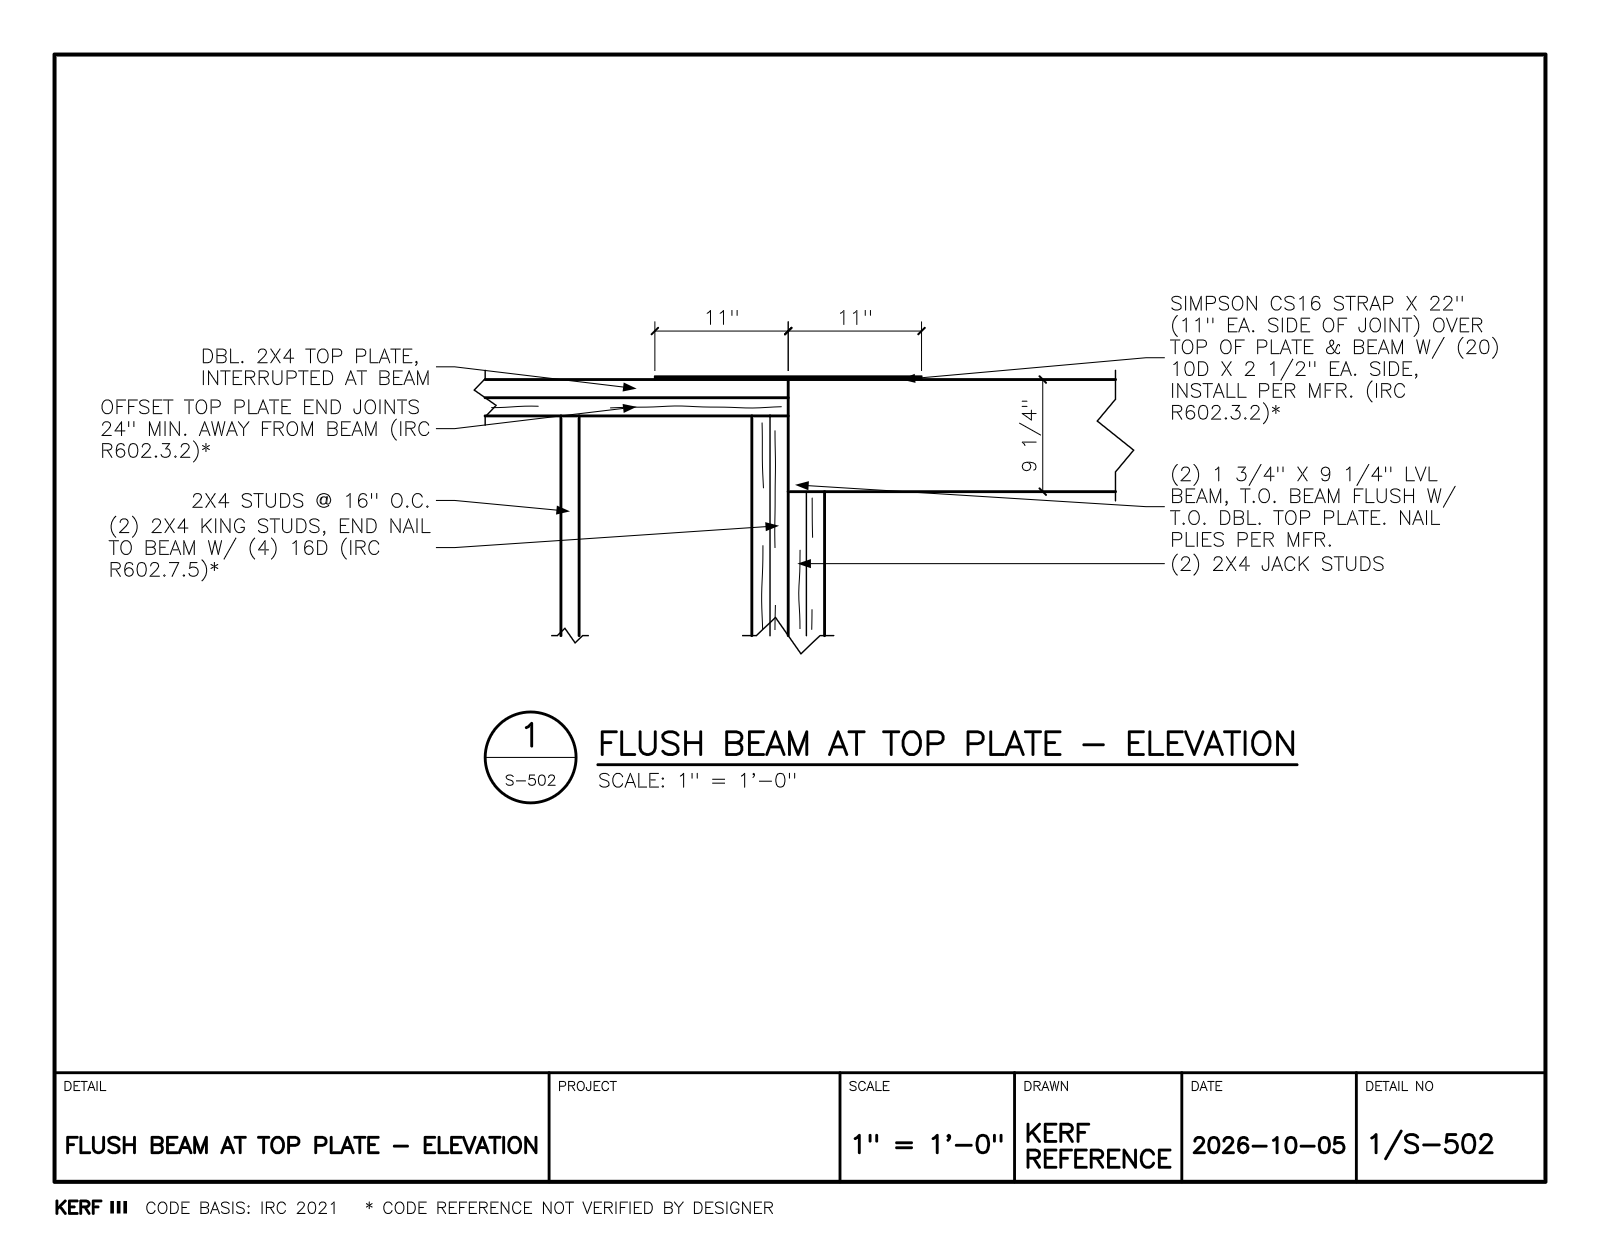 11" 11"
SIMPSON CS16 STRAP X 22"
(11" EA. SIDE OF JOINT) OVER
TOP OF PLATE & BEAM W/ (20)
10D X 2 1/2" EA. SIDE,
INSTALL PER MFR. (IRC
R602.3.2)*
DBL. 2X4 TOP PLATE,
INTERRUPTED AT BEAM
OFFSET TOP PLATE END JOINTS
24" MIN. AWAY FROM BEAM (IRC
R602.3.2)*
9 1/4"
2X4 STUDS @ 16" O.C.
(2) 2X4 KING STUDS, END NAIL
TO BEAM W/ (4) 16D (IRC
R602.7.5)*
(2) 1 3/4" X 9 1/4" LVL
BEAM, T.O. BEAM FLUSH W/
T.O. DBL. TOP PLATE. NAIL
PLIES PER MFR.
(2) 2X4 JACK STUDS
1
S-502
FLUSH BEAM AT TOP PLATE - ELEVATION
SCALE: 1" = 1'-0"
DETAIL
FLUSH BEAM AT TOP PLATE - ELEVATION
PROJECT
SCALE
1" = 1'-0"
DRAWN
KERF
REFERENCE
DATE
2026-10-05
DETAIL NO
1/S-502
KERF CODE BASIS: IRC 2021 * CODE REFERENCE NOT VERIFIED BY DESIGNER